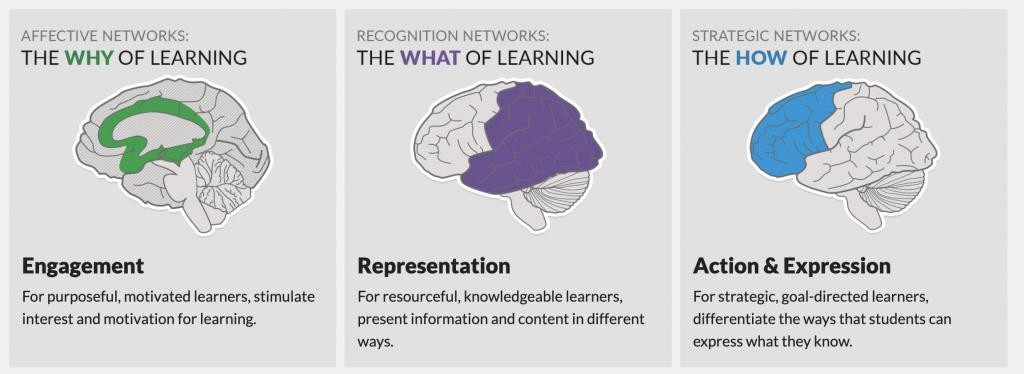 AFFECTIVE NETWORKS:
THE WHY OF LEARNING
Engagement
For purposeful, motivated learners, stimulate
interest and motivation for learning.
RECOGNITION NETWORKS:
THE WHAT OF LEARNING
Representation
For resourceful, knowledgeable learners,
present information and content in different
ways.
STRATEGIC NETWORKS:
THE HOW OF LEARNING
Action & Expression
For strategic, goal-directed learners,
differentiate the ways that students can
express what they know.